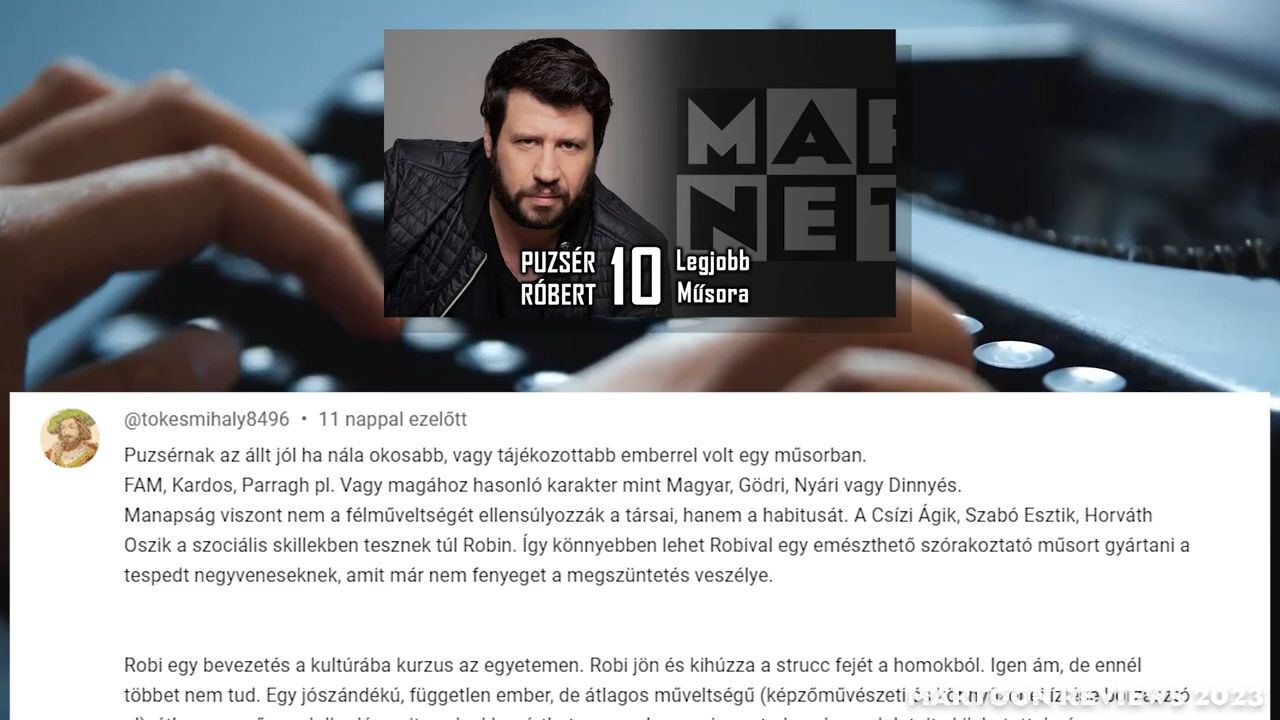 MAR
NET
PUZSÉR 10 Legjobb
RÓBERT Műsora
@tokesmihaly8496 • 11 nappal ezelőtt
Puzsérnak az állt jól ha nála okosabb, vagy tájékozottabb emberrel volt egy műsorban.
FAM, Kardos, Parragh pl. Vagy magához hasonló karakter mint Magyar, Gödri, Nyári vagy Dinnyés.
Manapság viszont nem a félműveltségét ellensúlyozzák a társai, hanem a habitusát. A Csízi Ágik, Szabó Esztik, Horváth
Oszik a szociális skillekben tesznek túl Robin. Így könnyebben lehet Robival egy emészthető szórakoztató műsort gyártani a
tespedt negyveneseknek, amit már nem fenyeget a megszüntetés veszélye.
Robi egy bevezetés a kultúrába kurzus az egyetemen. Robi jön és kihúzza a strucc fejét a homokból. Igen ám, de ennél
többet nem tud. Egy jószándékú, független ember, de átlagos műveltségű (képzőművészeti
REVIEWS 2023